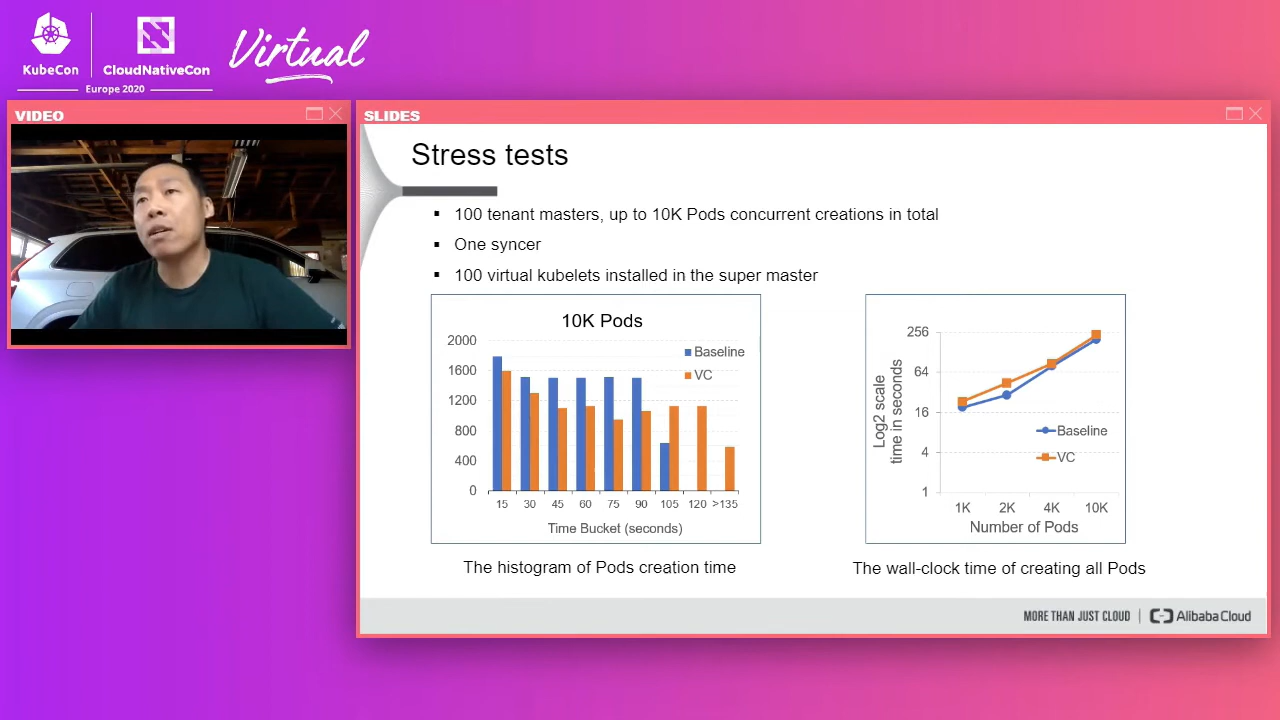 KubeCon
CloudNativeCon
Europe 2020
Virtual
VIDEO
SLIDES
Stress tests
▪ 100 tenant masters, up to 10K Pods concurrent creations in total
▪ One syncer
▪ 100 virtual kubelets installed in the super master
10K Pods
2000
1600
1200
800
400
0
Baseline
VC
15 30 45 60 75 90 105 120 >135
Time Bucket (seconds)
The histogram of Pods creation time
Log2 scale
time in seconds
256
64
16
4
1
Baseline
VC
1K 2K 4K 10K
Number of Pods
The wall-clock time of creating all Pods
MORE THAN JUST CLOUD | Alibaba Cloud